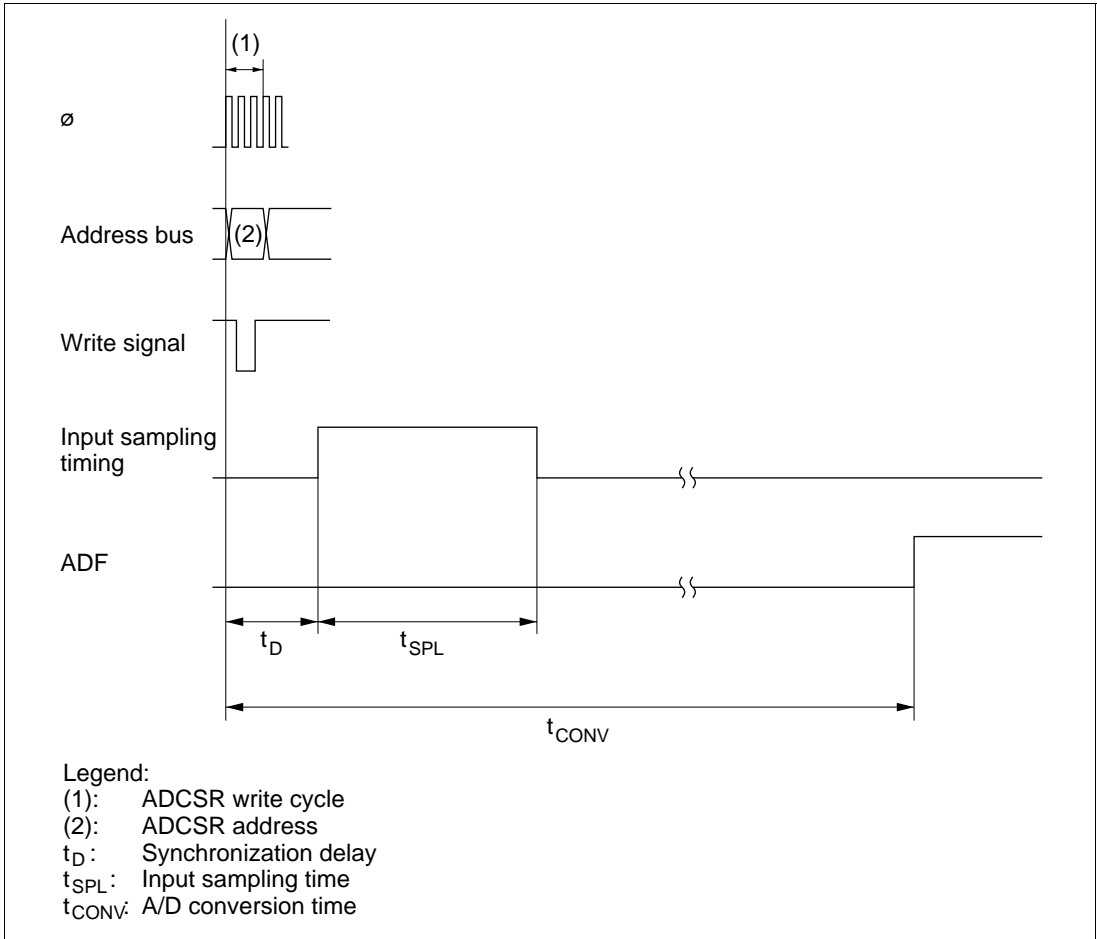 (1)
ø
Address bus
(2)
Write signal
Input sampling
timing
ADF
tD
tSPL
tCONV
Legend:
(1): ADCSR write cycle
(2): ADCSR address
tD : Synchronization delay
tSPL : Input sampling time
tCONV: A/D conversion time